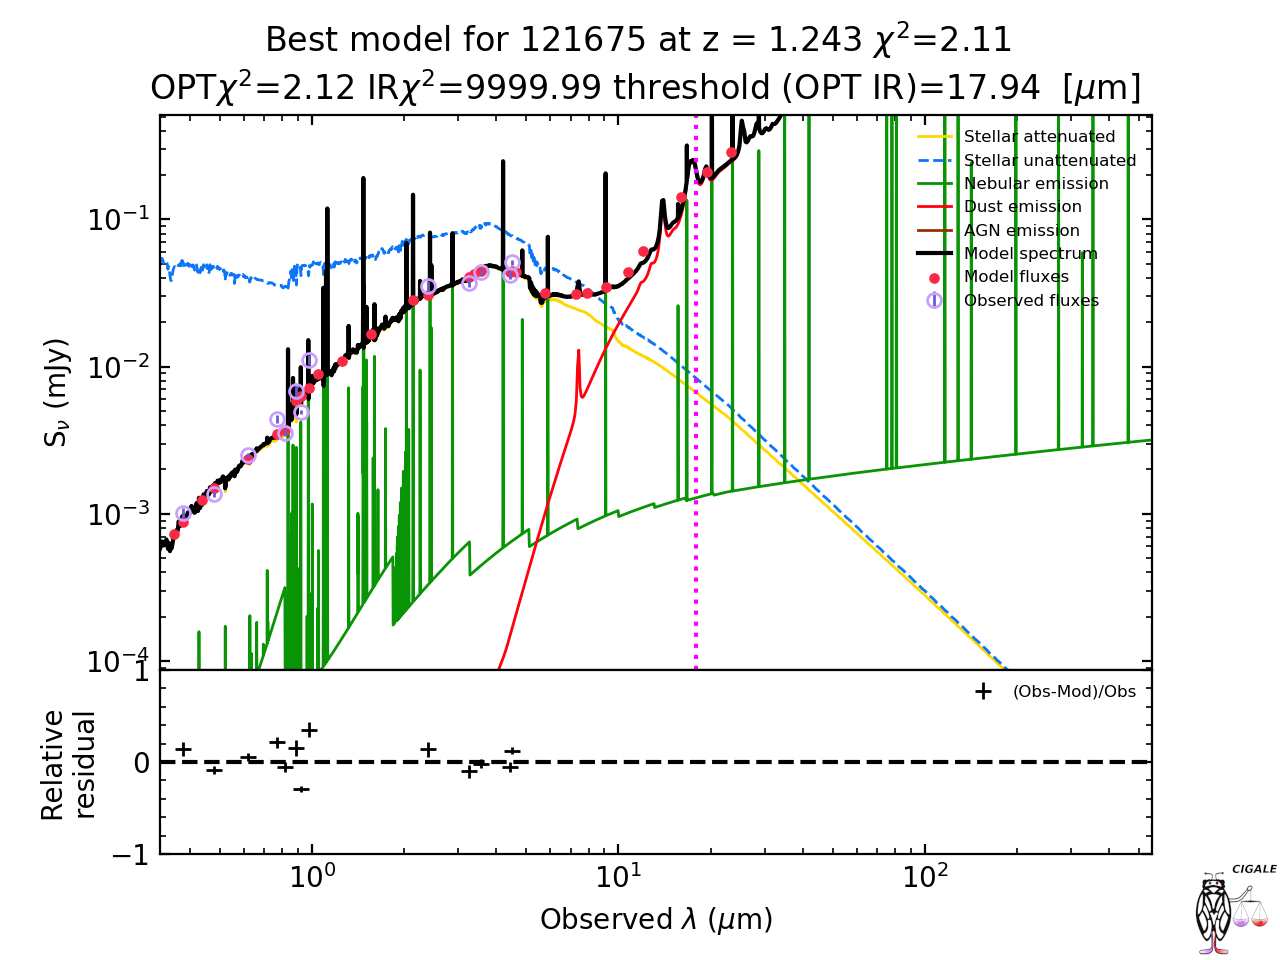 Best model for 121675 at z = 1.243 χ²=2.11
OPTχ²=2.12 IRχ²=9999.99 threshold (OPT IR)=17.94 [μm]
Stellar attenuated
Stellar unattenuated
Nebular emission
Dust emission
AGN emission
Model spectrum
Model fluxes
Observed fluxes
10⁻¹
10⁻²
10⁻³
10⁻⁴
S_ν (mJy)
1
0
−1
Relative
residual
(Obs-Mod)/Obs
10⁰
10¹
10²
Observed λ (μm)
CIGALE